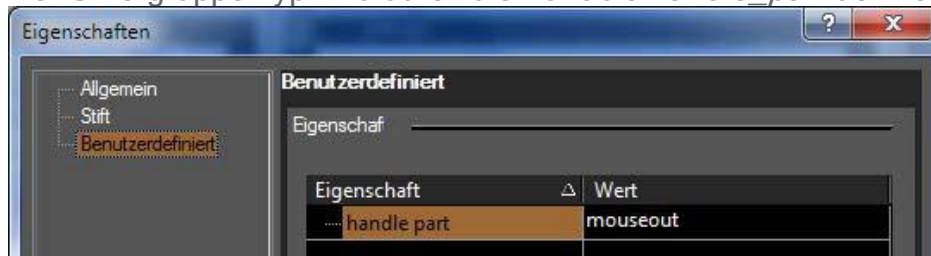 Eigenschaften
?
X
Allgemein
Stift
Benutzerdefiniert
Benutzerdefiniert
Eigenschaf
Eigenschaft Wert
handle part mouseout